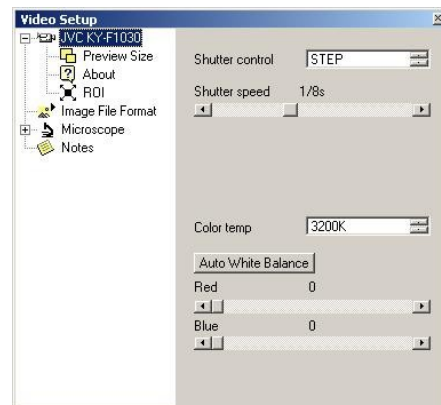 Video Setup
JVC KY-F1030
Preview Size
About
ROI
Image File Format
Microscope
Notes
Shutter control STEP
Shutter speed 1/8s
Color temp 3200K
Auto White Balance
Red 0
Blue 0